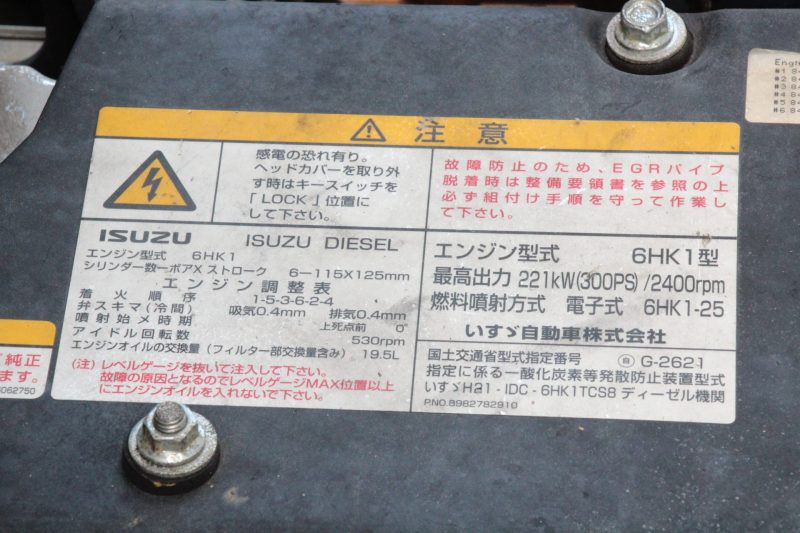 注意
感電の恐れ有り。
ヘッドカバーを取り外
す時はキースイッチを
「LOCK」位置に
して下さい。
故障防止のため、EGRパイプ
脱着時は整備要領書を参照の上
必ず組付け手順を守って作業し
て下さい。
ISUZU ISUZU DIESEL
エンジン型式 6HK1
シリンダー数ーボアX ストローク 6-115X125mm
エンジン調整表
着火順序 1-5-3-6-2-4
弁スキマ(冷間) 吸気0.4mm 排気0.4mm
噴射始メ時期 上死点前 0°
アイドル回転数 530rpm
エンジンオイルの交換量(フィルター部交換量含み) 19.5L
(注) レベルゲージを抜いて注入して下さい。
故障の原因となるのでレベルゲージMAX位置以上
にエンジンオイルを入れないで下さい。
エンジン型式 6HK1型
最高出力 221kW(300PS)/2400rpm
燃料噴射方式 電子式 6HK1-25
いすゞ自動車株式会社
国土交通省型式指定番号 自 G-2621
指定に係る一酸化炭素等発散防止装置型式
いすゞH21-IDC-6HK1TCS8 ディーゼル機関
P.NO.8982782910
純正
ます。
062750
Engin
#1 8
#2 8
#3 8
#4 8
#5 8
#6 8